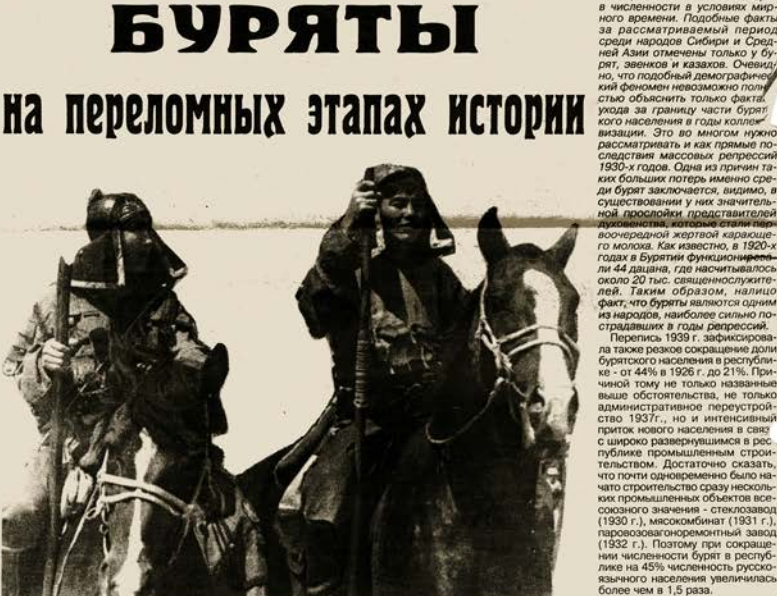 БУРЯТЫ
на переломных этапах истории
в численности в условиях мир-
ного времени. Подобные факты
за рассматриваемый период
среди народов Сибири и Сред-
ней Азии отмечены только у бу-
рят, эвенков и казахов. Очевид-
но, что подобный демографичес-
кий феномен невозможно полно-
стью объяснить только
ухода за границу части бурят
кого населения в годы коллек
визации. Это во многом нужно
рассматривать и как прямые по-
следствия массовых репрессий
1930-х годов. Одна из причин та-
ких больших потерь именно сре-
ди бурят заключается, видимо, в
существовании у них значитель-
ной прослойки представителей
духовенства, которые стали пер-
воочередной жертвой карающе-
го молоха. Как известно, в 1920-х
годах в Бурятии функционирова-
ли 44 дацана, где насчитывалось
около 20 тыс. священнослужите-
лей. Таким образом, налицо
факт, что буряты являются одним
из народов, наиболее сильно по-
страдавших в годы репрессий.
Перепись 1939 г. зафиксирова-
ла также резкое сокращение доли
бурятского населения в республи-
ке - от 44% в 1926 г. до 21%. При-
чиной тому не только названные
выше обстоятельства, не только
административное переустрой-
ство 1937г., но и интенсивный
приток нового населения в связ
с широко развернувшимся в рес
публике промышленным строи-
тельством. Достаточно сказать,
что почти одновременно было на-
чато строительство сразу несколь-
ких промышленных объектов все-
союзного значения - стеклозавод
(1930 г.), мясокомбинат (1931 г.),
паровозовагоноремонтный завод
(1932 г.). Поэтому при сокраще-
нии численности бурят в респуб-
лике на 45% численность русско-
язычного населения увеличилась
более чем в 1,5 раза.